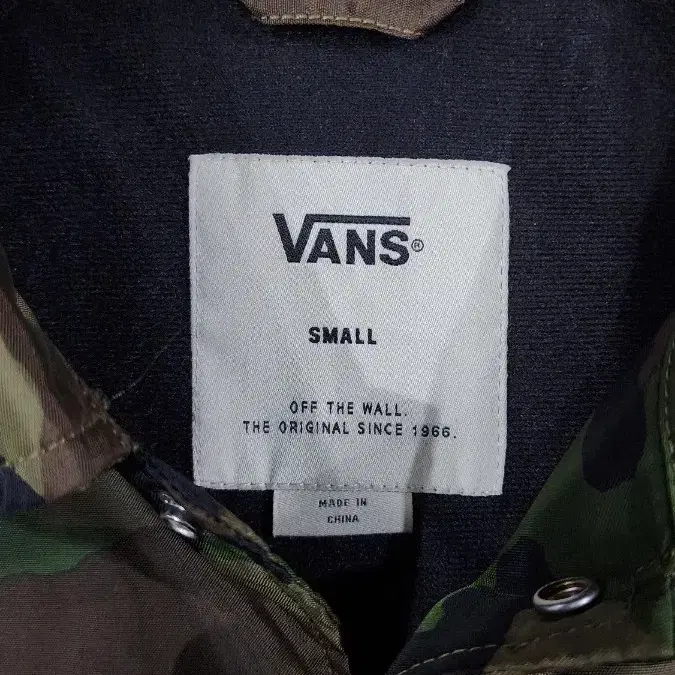 VANS®
SMALL
OFF THE WALL.
THE ORIGINAL SINCE 1966.
MADE IN
CHINA